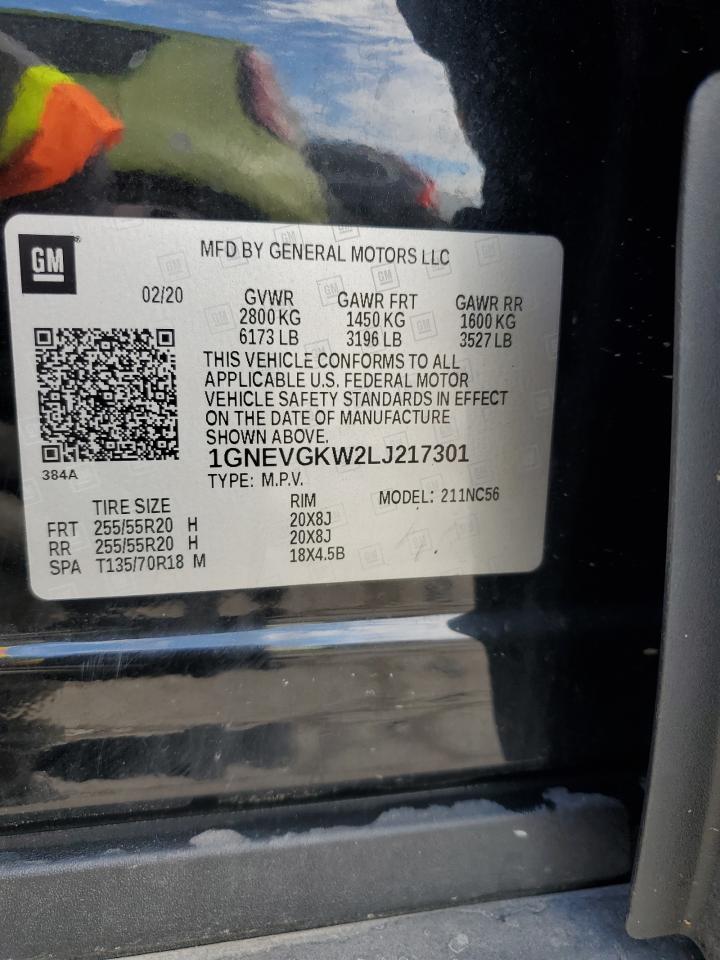 GM
MFD BY GENERAL MOTORS LLC
02/20 GVWR GAWR FRT GAWR RR
2800 KG 1450 KG 1600 KG
6173 LB 3196 LB 3527 LB
THIS VEHICLE CONFORMS TO ALL
APPLICABLE U.S. FEDERAL MOTOR
VEHICLE SAFETY STANDARDS IN EFFECT
ON THE DATE OF MANUFACTURE
SHOWN ABOVE.
1GNEVGKW2LJ217301
384A
TYPE: M.P.V.
TIRE SIZE RIM MODEL: 211NC56
FRT 255/55R20 H 20X8J
RR 255/55R20 H 20X8J
SPA T135/70R18 M 18X4.5B